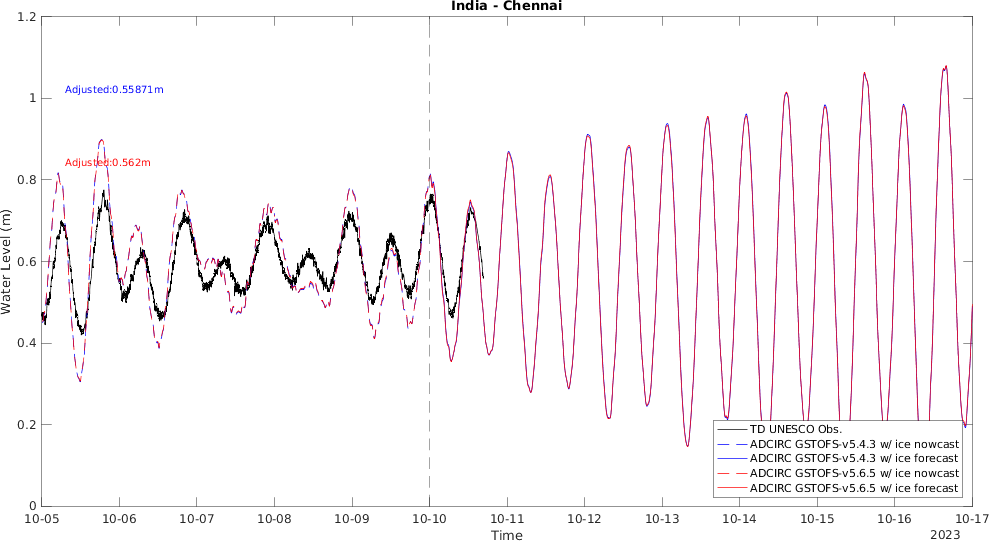 India - Chennai
1.2
Adjusted:0.55871m
1
Adjusted:0.562m
0.8
Water Level (m)
0.6
0.4
0.2
0
TD UNESCO Obs.
ADCIRC GSTOFS-v5.4.3 w/ ice nowcast
ADCIRC GSTOFS-v5.4.3 w/ ice forecast
ADCIRC GSTOFS-v5.6.5 w/ ice nowcast
ADCIRC GSTOFS-v5.6.5 w/ ice forecast
10-05 10-06 10-07 10-08 10-09 10-10 10-11 10-12 10-13 10-14 10-15 10-16 10-17
Time
2023